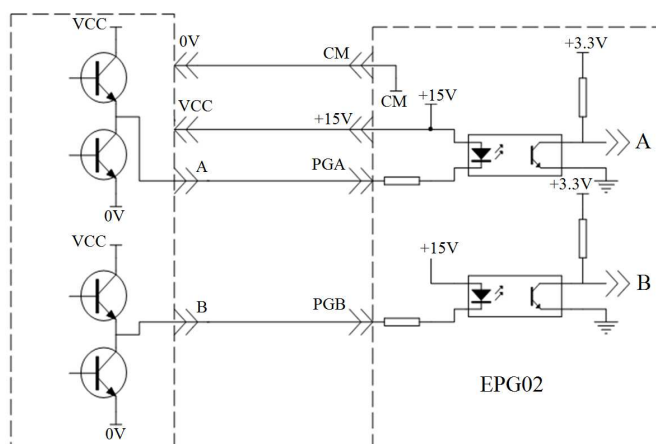 VCC
0V
CM
+3.3V
VCC
+15V
CM
+15V
A
A
PGA
0V
+3.3V
VCC
+15V
B
B
PGB
EPG02
0V